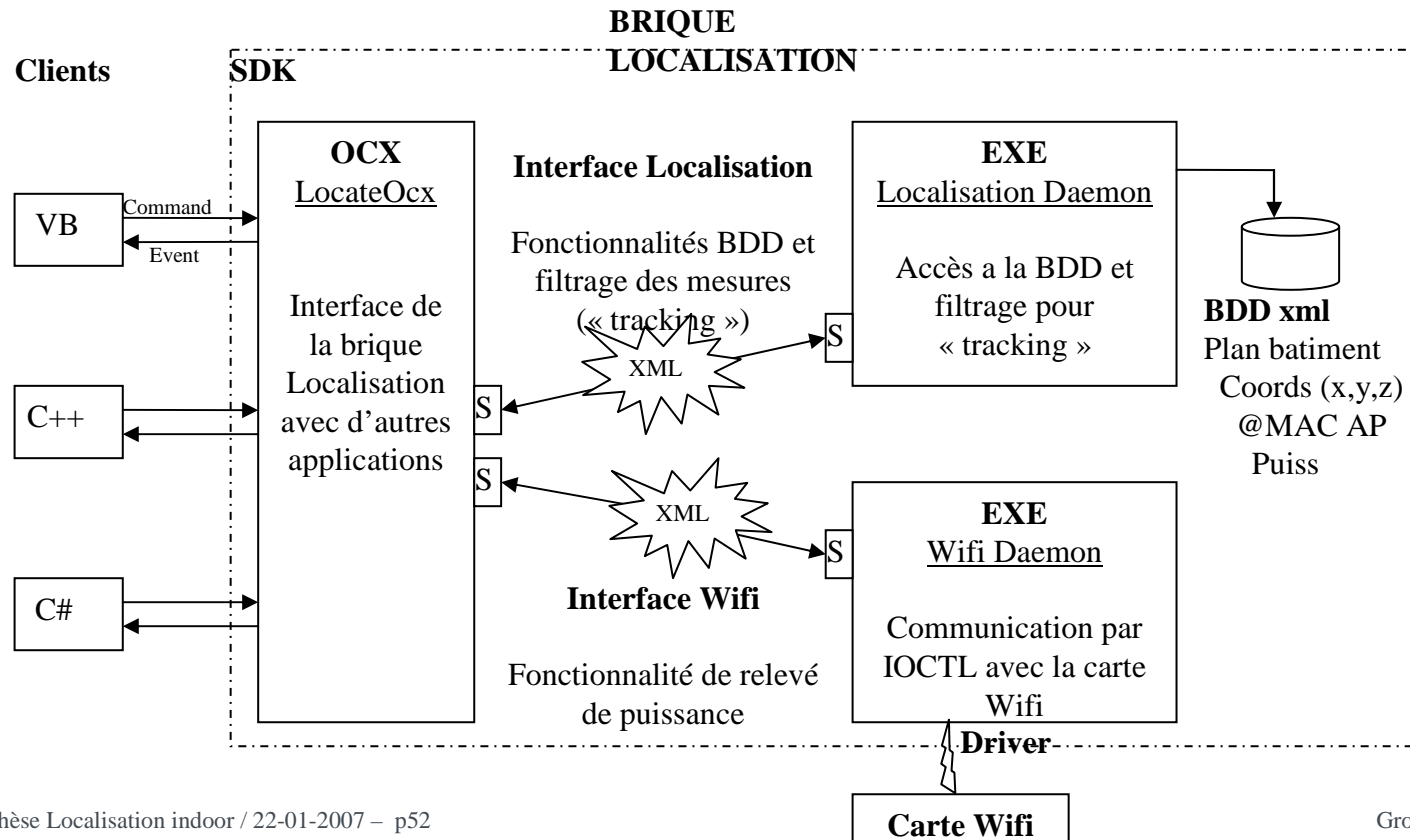 BRIQUE
LOCALISATION
Clients
SDK
OCX
LocateOcx
Interface de
la brique
Localisation
avec d'autres
applications
VB
Command
Event
C++
C#
Interface Localisation
Fonctionnalités BDD et
filtrage des mesures
(« tracking »)
XML
S
S
EXE
Localisation Daemon
Accès a la BDD et
filtrage pour
« tracking »
BDD xml
Plan batiment
Coords (x,y,z)
@MAC AP
Puiss
S
XML
S
Interface Wifi
Fonctionnalité de relevé
de puissance
EXE
Wifi Daemon
Communication par
IOCTL avec la carte
Wifi
Driver
Carte Wifi
hèse Localisation indoor / 22-01-2007 – p52
Gro